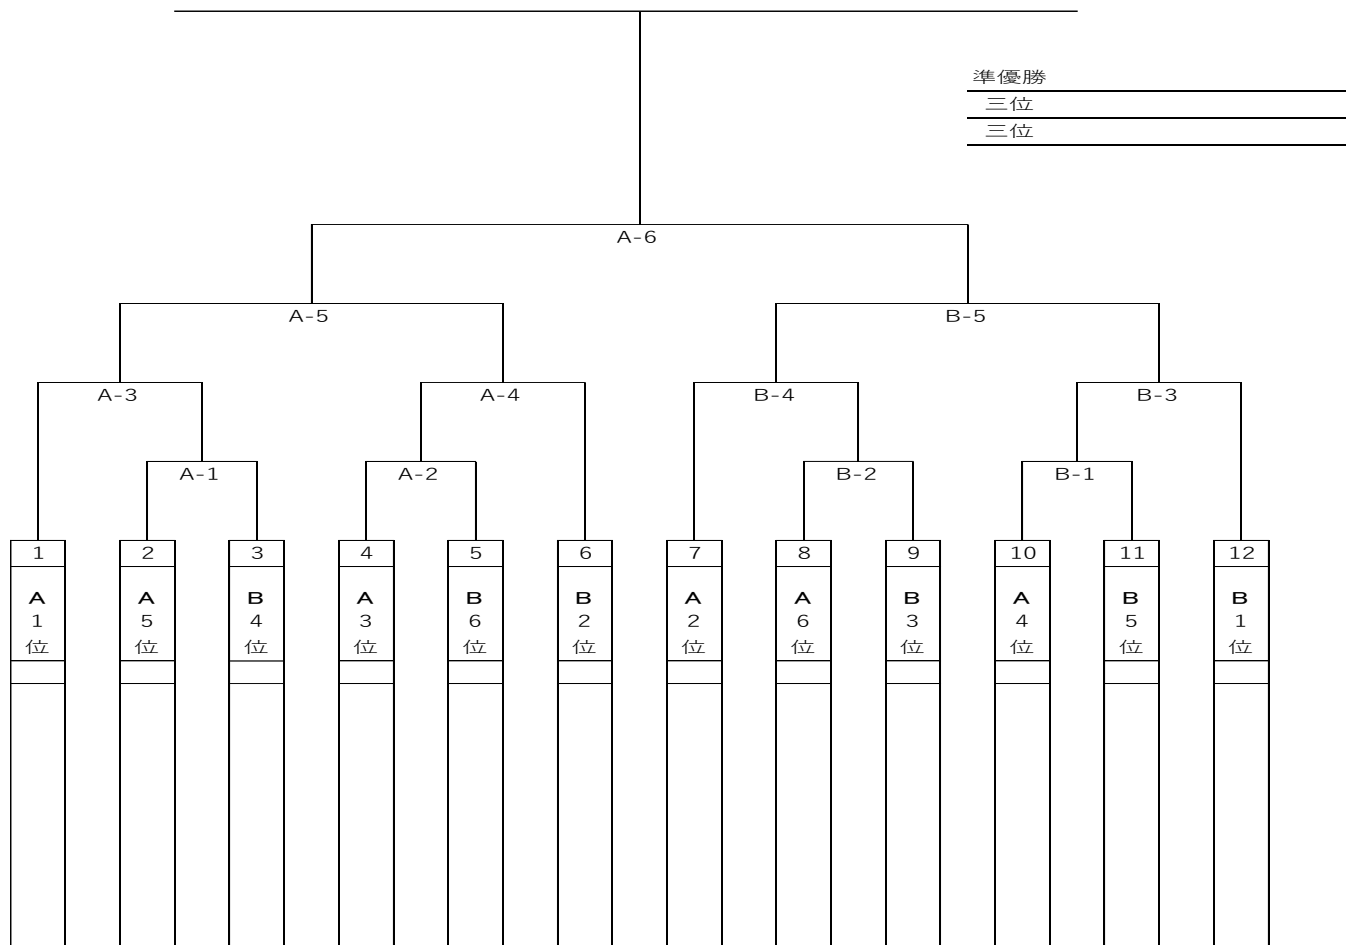 準優勝
三位
三位
A-6
A-5 B-5
A-3 A-4 B-4 B-3
A-1 A-2 B-2 B-1
1 2 3 4 5 6 7 8 9 10 11 12
A A B A B B A A B A B B
1 5 4 3 6 2 2 6 3 4 5 1
位 位 位 位 位 位 位 位 位 位 位 位